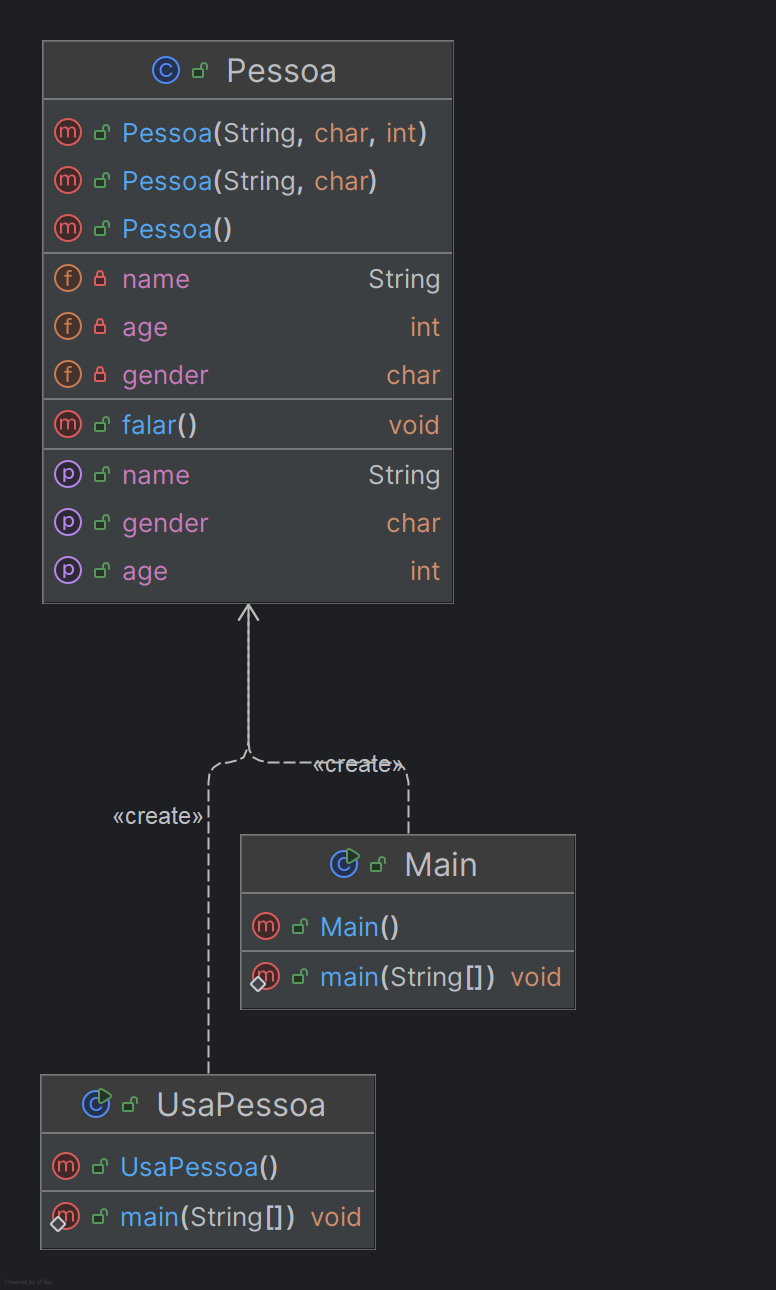 Pessoa
Pessoa(String, char, int)
Pessoa(String, char)
Pessoa()
name String
age int
gender char
falar() void
name String
gender char
age int
«create»
«create»
Main
Main()
main(String[]) void
UsaPessoa
UsaPessoa()
main(String[]) void
Powered by yFiles